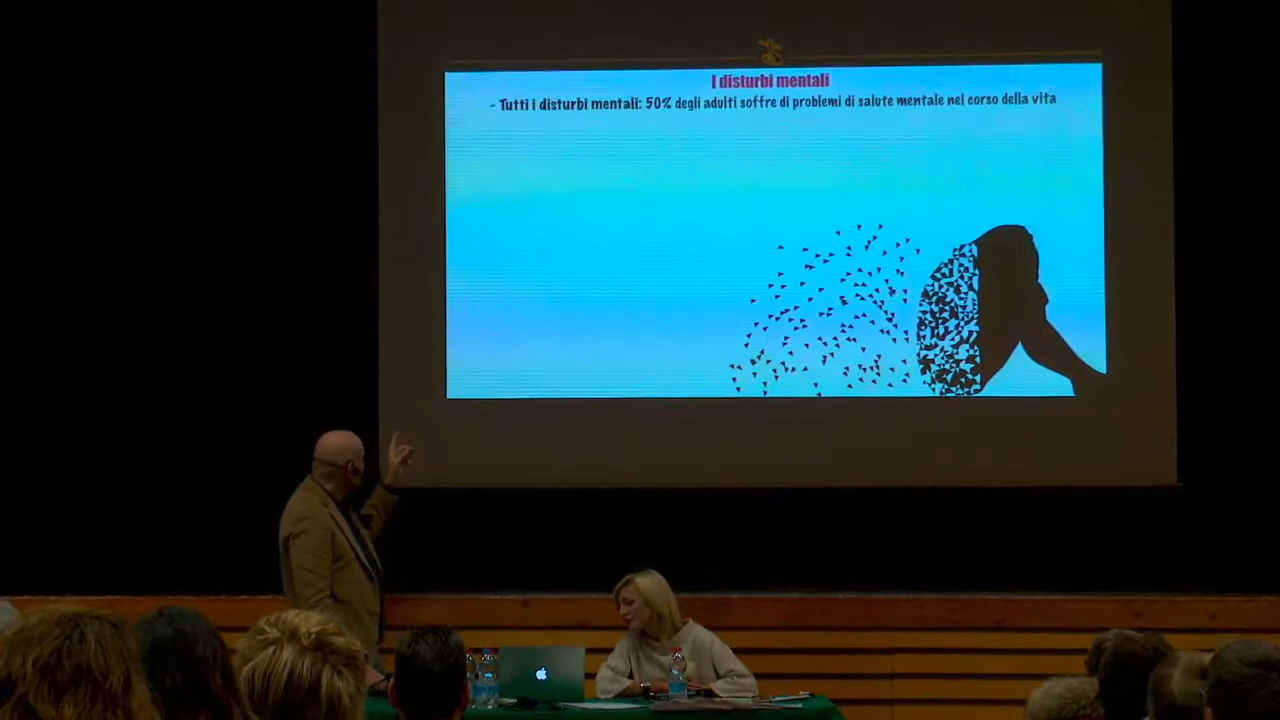 I disturbi mentali
- Tutti i disturbi mentali: 50% degli adulti soffre di problemi di salute mentale nel corso della vita